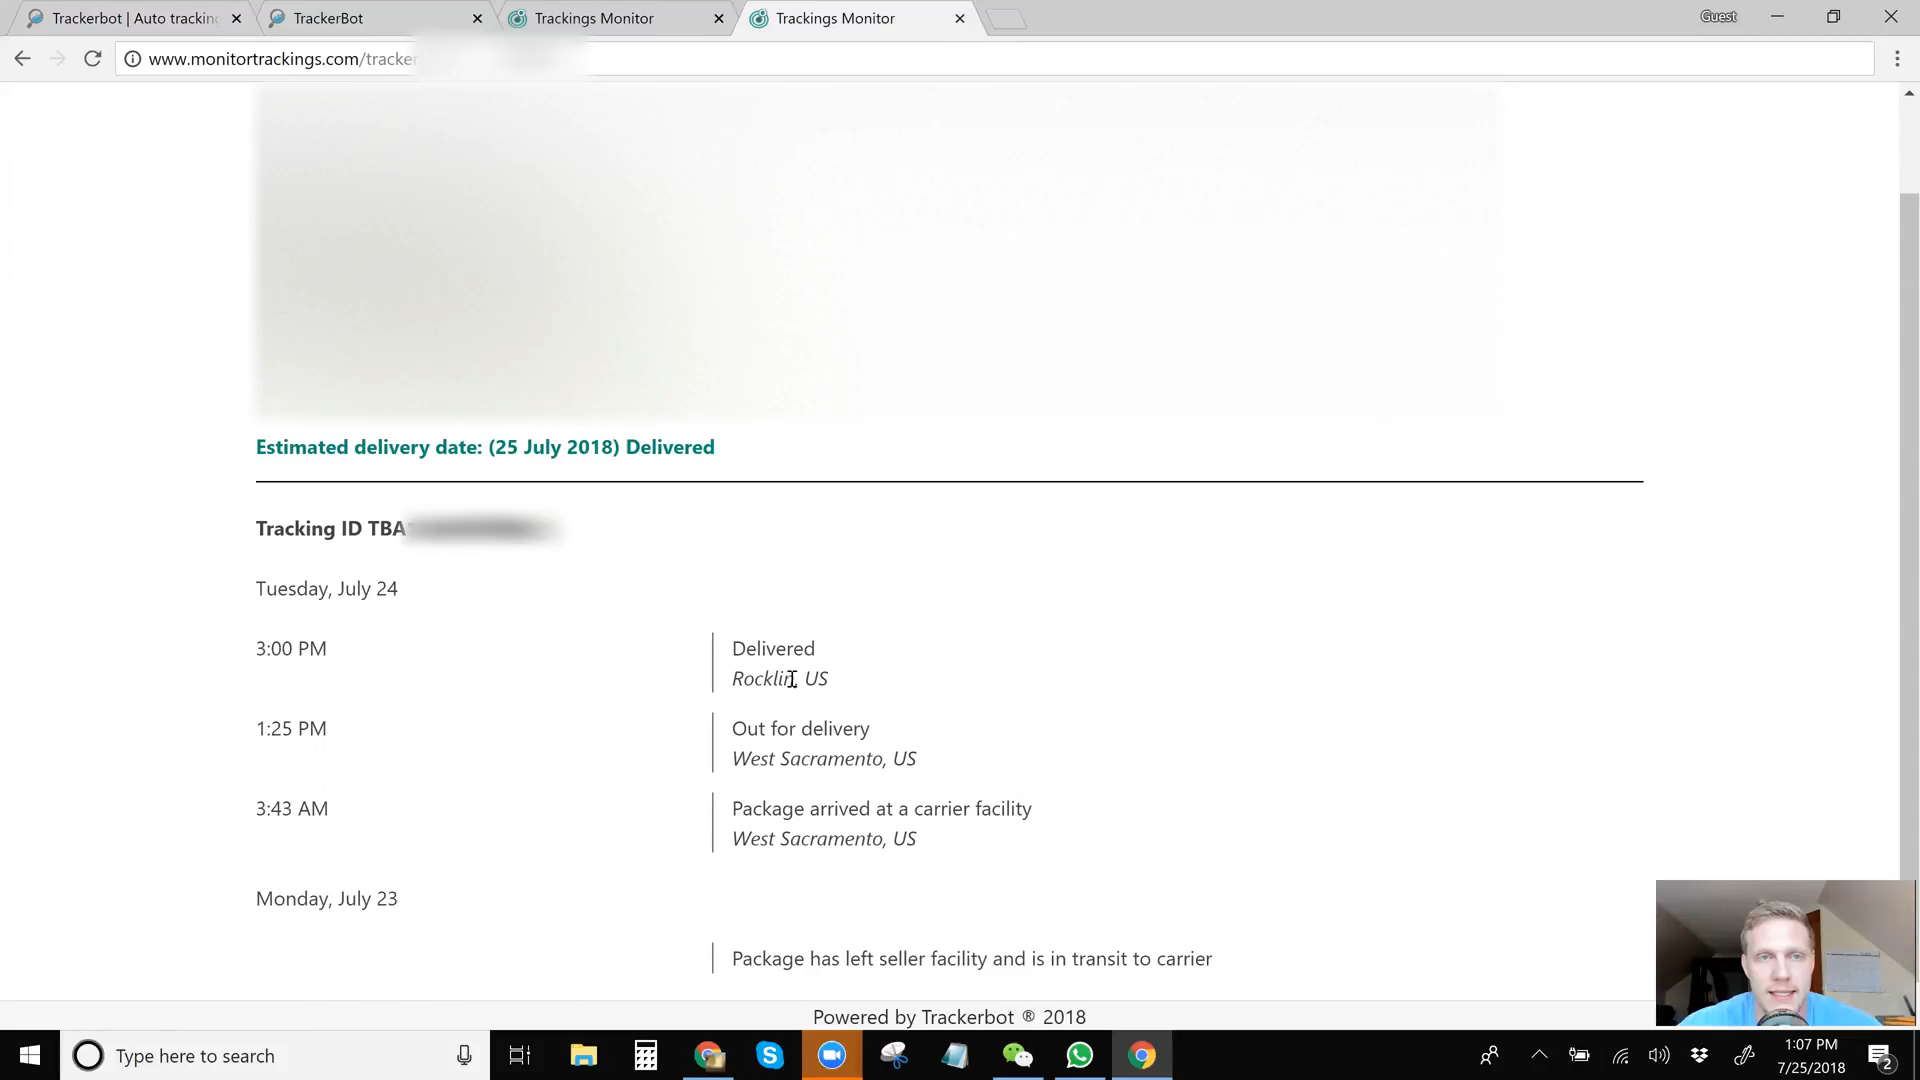 Trackerbot | Auto tracking
TrackerBot
Trackings Monitor
Trackings Monitor
Guest
www.monitortrackings.com/tracker
Estimated delivery date: (25 July 2018) Delivered
Tracking ID TBA
Tuesday, July 24
3:00 PM
Delivered
Rocklin, US
1:25 PM
Out for delivery
West Sacramento, US
3:43 AM
Package arrived at a carrier facility
West Sacramento, US
Monday, July 23
Package has left seller facility and is in transit to carrier
Powered by Trackerbot ® 2018
Type here to search
1:07 PM
7/25/2018
2